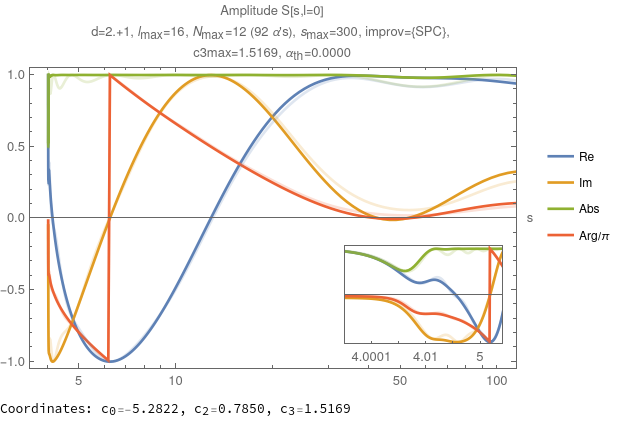 Amplitude S[s,l=0]
d=2.+1, lmax=16, Nmax=12 (92 α's), smax=300, improv={SPC},
c3max=1.5169, αth=0.0000
1.0
0.5
0.0
−0.5
−1.0
5
10
50
100
s
Re
Im
Abs
Arg/π
4.0001
4.01
5
Coordinates: c0=−5.2822, c2=0.7850, c3=1.5169